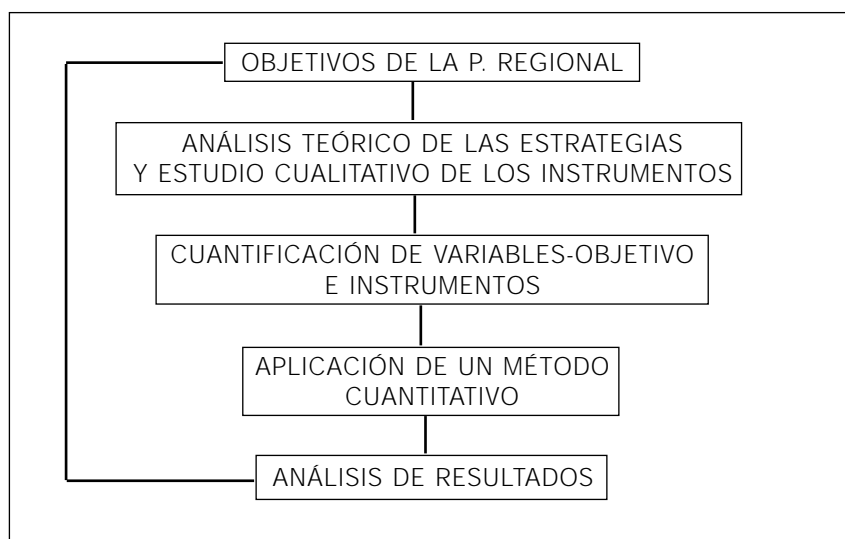 OBJETIVOS DE LA P. REGIONAL
ANÁLISIS TEÓRICO DE LAS ESTRATEGIAS
Y ESTUDIO CUALITATIVO DE LOS INSTRUMENTOS
CUANTIFICACIÓN DE VARIABLES-OBJETIVO
E INSTRUMENTOS
APLICACIÓN DE UN MÉTODO
CUANTITATIVO
ANÁLISIS DE RESULTADOS